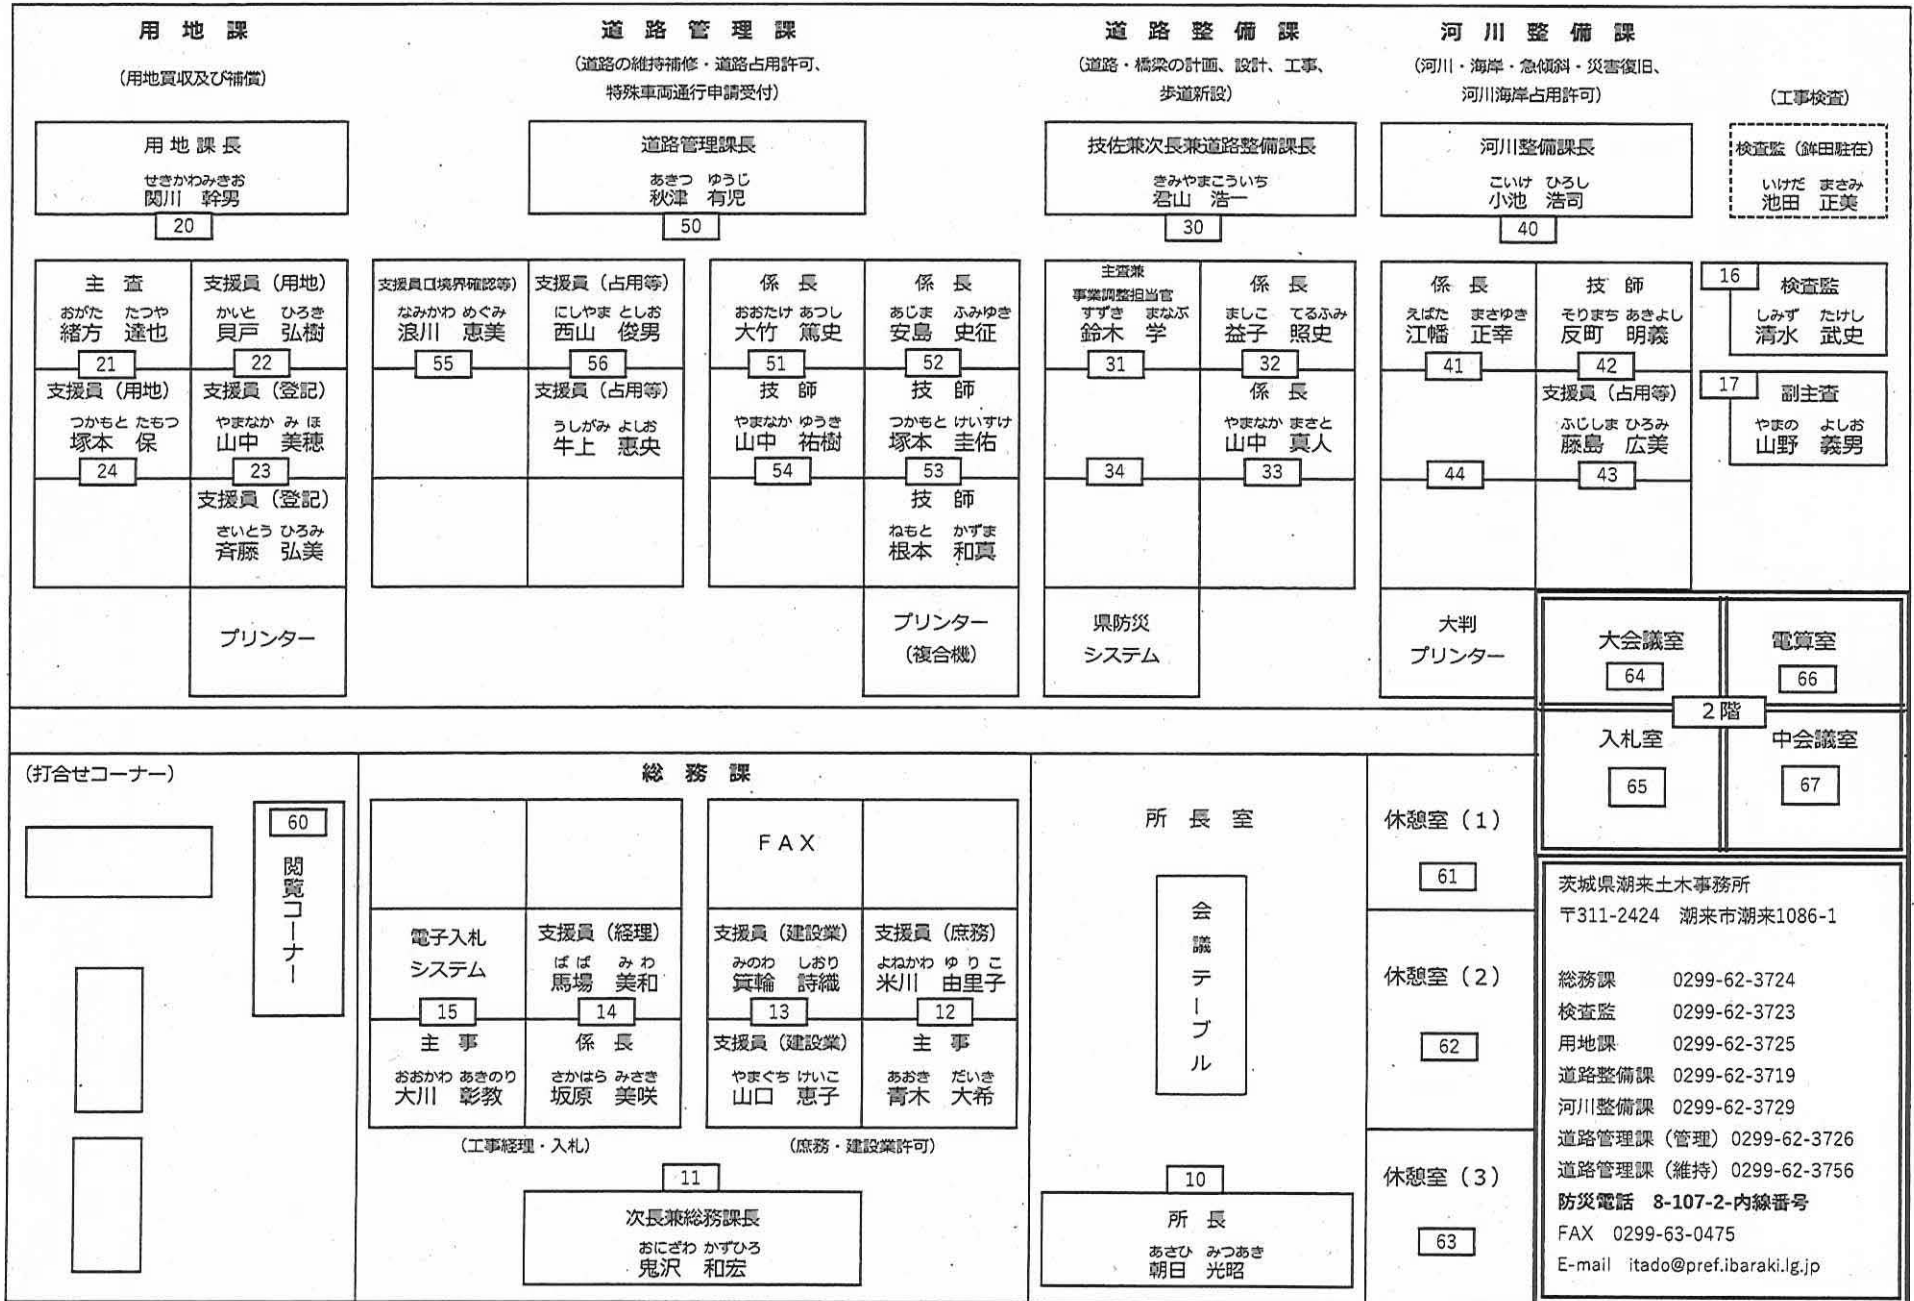 用地課
(用地買収及び補償)
用地課長
せきかわみきお
関川 幹男
20
主 査
おがた たつや
緒方 達也
21
支援員（用地）
かいと ひろき
貝戸 弘樹
22
支援員（用地）
つかもと たもつ
塚本 保
24
支援員（登記）
やまなか みほ
山中 美穂
23
支援員（登記）
さいとう ひろみ
斉藤 弘美
プリンター
道路管理課
(道路の維持補修・道路占用許可、
特殊車両通行申請受付)
道路管理課長
あきつ ゆうじ
秋津 有児
50
支援員口境界確認等)
なみかわ めぐみ
浪川 恵美
55
支援員（占用等）
にしやま としお
西山 俊男
56
支援員（占用等）
うしがみ よしお
牛上 恵央
係 長
おおたけ あつし
大竹 篤史
51
係 長
あじま ふみゆき
安島 史征
52
技 師
やまなか ゆうき
山中 祐樹
54
技 師
つかもと けいすけ
塚本 圭佑
53
技 師
ねもと かずま
根本 和真
プリンター
(複合機)
道路整備課
(道路・橋梁の計画、設計、工事、
歩道新設)
技佐兼次長兼道路整備課長
きみやまこういち
君山 浩一
30
主査兼
事業調整担当官
すずき まなぶ
鈴木 学
31
係 長
ましこ てるふみ
益子 照史
32
係 長
やまなか まさと
山中 真人
34
33
県防災
システム
河川整備課
(河川・海岸・急傾斜・災害復旧、
河川海岸占用許可)
河川整備課長
こいけ ひろし
小池 浩司
40
係 長
えばた まさゆき
江幡 正幸
41
技 師
そりまち あきよし
反町 明義
42
支援員（占用等）
ふじしま ひろみ
藤島 広美
44
43
大判
プリンター
(工事検査)
検査監（鉾田駐在）
いけだ まさみ
池田 正美
16
検査監
しみず たけし
清水 武史
17
副主査
やまの よしお
山野 義男
大会議室
64
電算室
66
2階
入札室
65
中会議室
67
(打合せコーナー)
60
閲覧コーナー
総務課
FAX
電子入札
システム
15
支援員（経理）
ばば みわ
馬場 美和
14
支援員（建設業）
みのわ しおり
箕輪 詩織
13
支援員（庶務）
よねかわ ゆりこ
米川 由里子
12
主 事
おおかわ あきのり
大川 彰教
係 長
さかはら みさき
坂原 美咲
支援員（建設業）
やまぐち けいこ
山口 恵子
主 事
あおき だいき
青木 大希
(工事経理・入札)
(庶務・建設業許可)
11
次長兼総務課長
おにざわ かずひろ
鬼沢 和宏
所長室
会議テーブル
10
所 長
あさひ みつあき
朝日 光昭
休憩室（1）
61
休憩室（2）
62
休憩室（3）
63
茨城県潮来土木事務所
〒311-2424 潮来市潮来1086-1
総務課 0299-62-3724
検査監 0299-62-3723
用地課 0299-62-3725
道路整備課 0299-62-3719
河川整備課 0299-62-3729
道路管理課（管理）0299-62-3726
道路管理課（維持）0299-62-3756
防災電話 8-107-2-内線番号
FAX 0299-63-0475
E-mail itado@pref.ibaraki.lg.jp